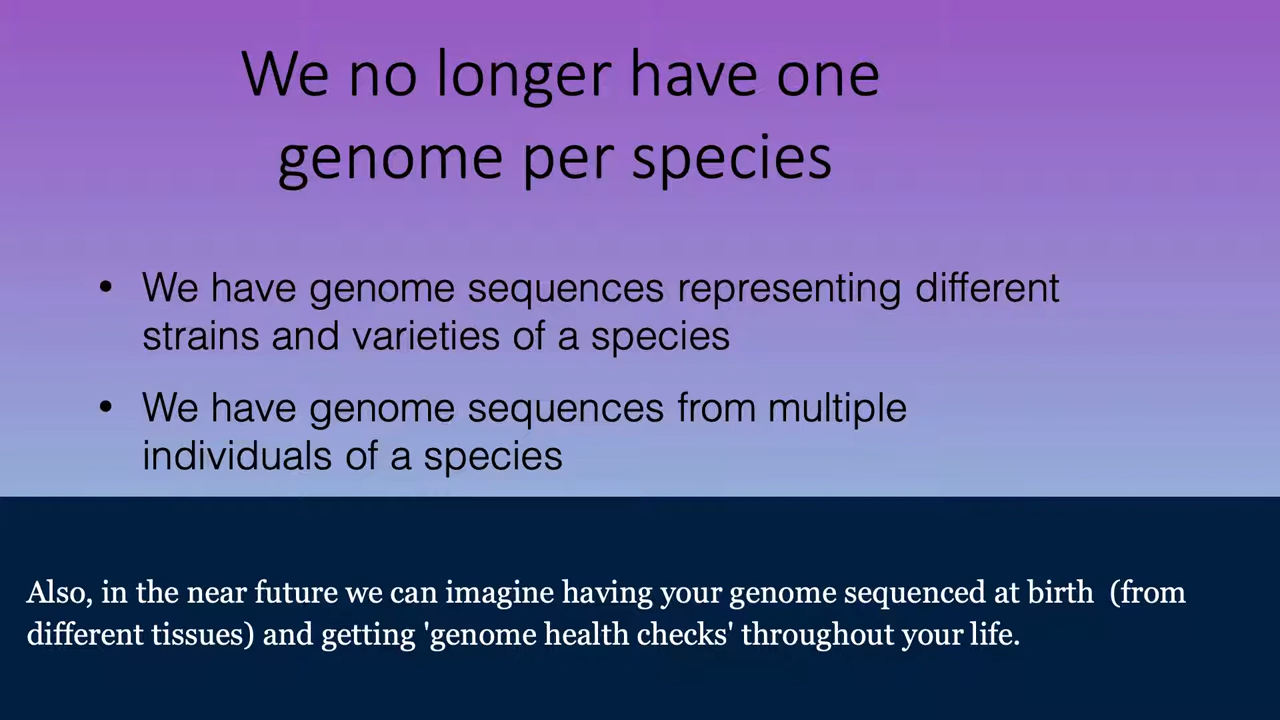 We no longer have one
genome per species
• We have genome sequences representing different
strains and varieties of a species
• We have genome sequences from multiple
individuals of a species
Also, in the near future we can imagine having your genome sequenced at birth  (from
different tissues) and getting 'genome health checks' throughout your life.